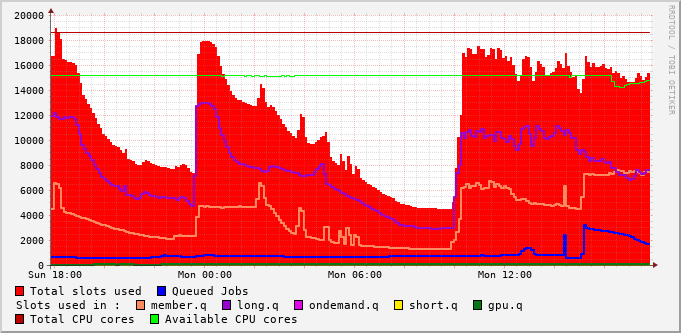 20000
18000
16000
14000
12000
10000
8000
6000
4000
2000
0
Sun 18:00 Mon 00:00 Mon 06:00 Mon 12:00
Total slots used Queued Jobs
Slots used in : member.q long.q ondemand.q short.q gpu.q
Total CPU cores Available CPU cores
RRDTOOL / TOBI OETIKER